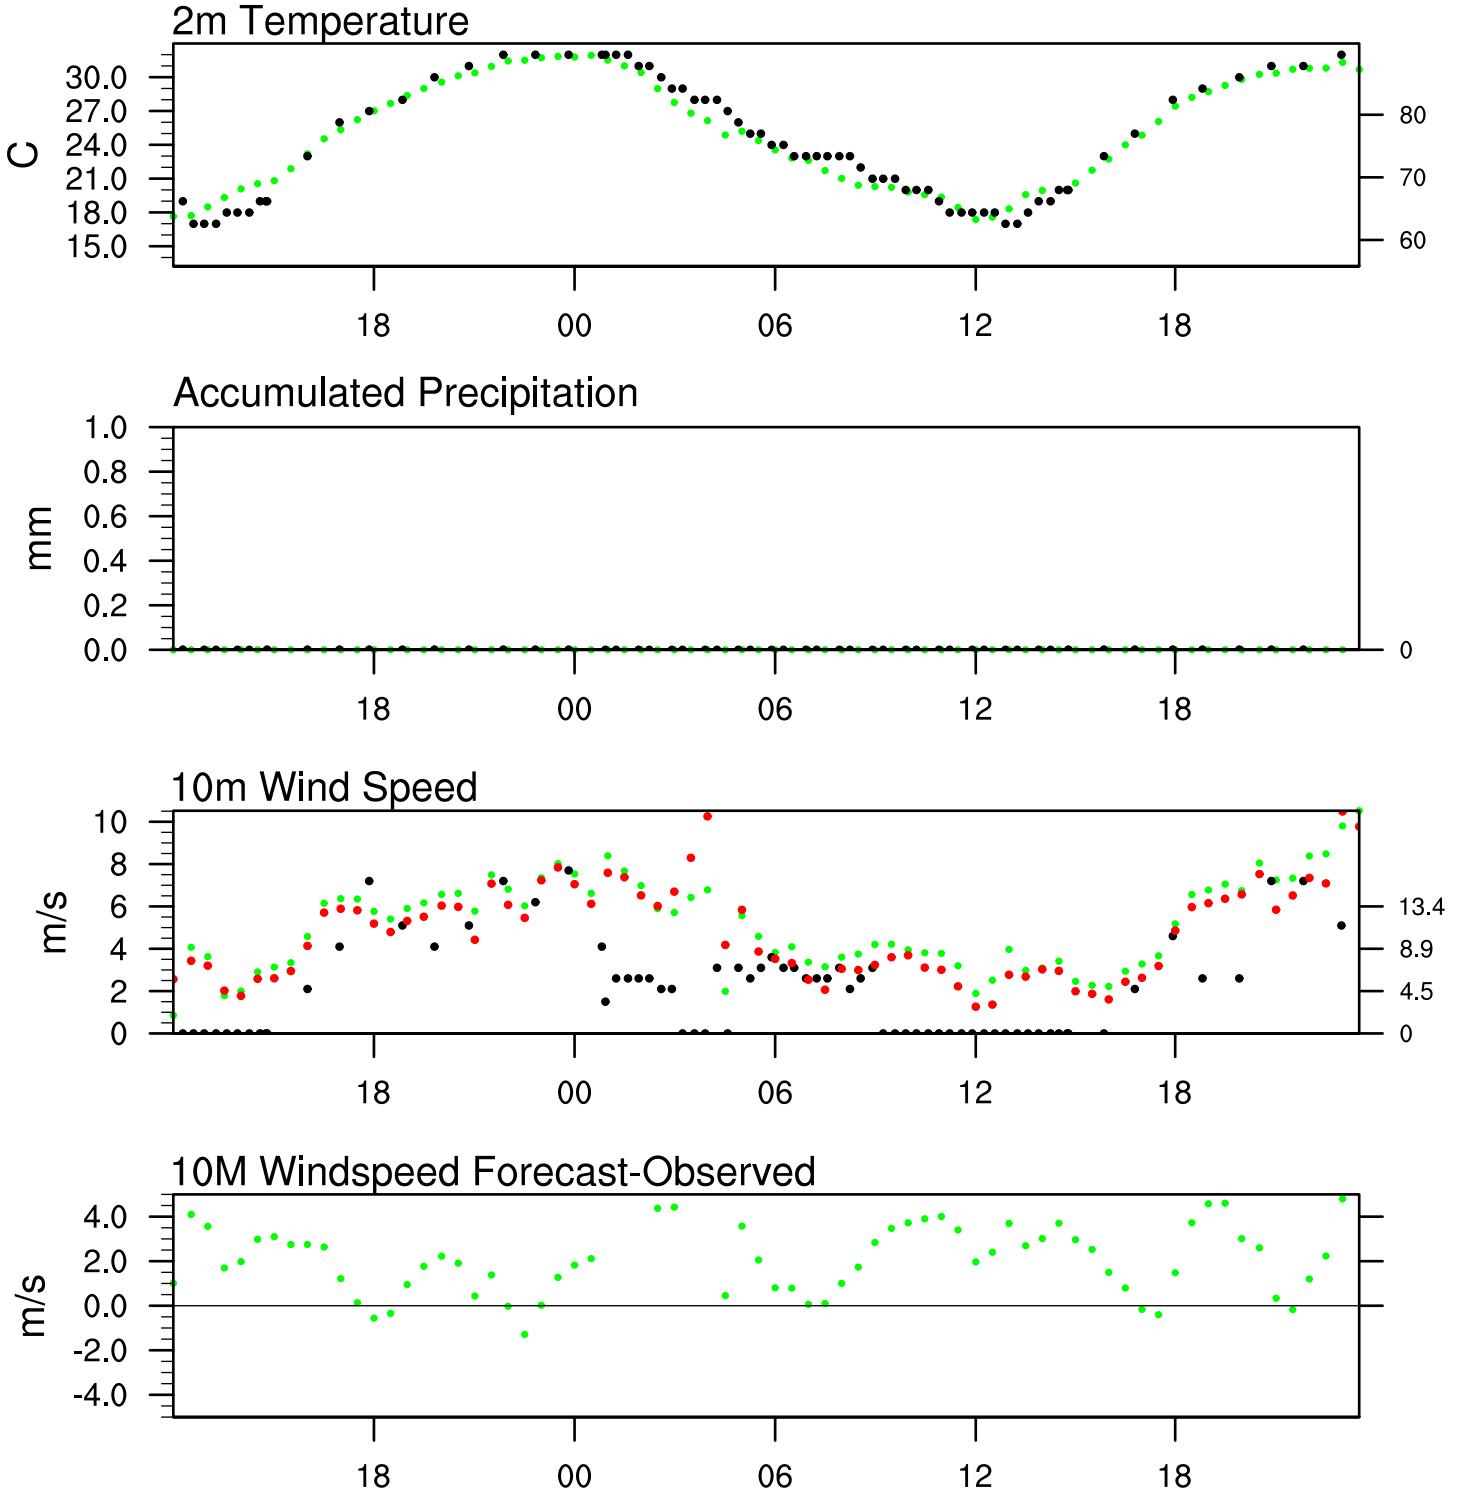 2m Temperature
30.0
27.0
80
24.0
C
21.0
70
18.0
15.0
60
18 00 06 12 18
Accumulated Precipitation
1.0
0.8
0.6
mm
0.4
0.2
0.0
0
18 00 06 12 18
10m Wind Speed
10
8
6
13.4
m/s
4
8.9
2
4.5
0
0
18 00 06 12 18
10M Windspeed Forecast-Observed
4.0
2.0
0.0
m/s
-2.0
-4.0
18 00 06 12 18